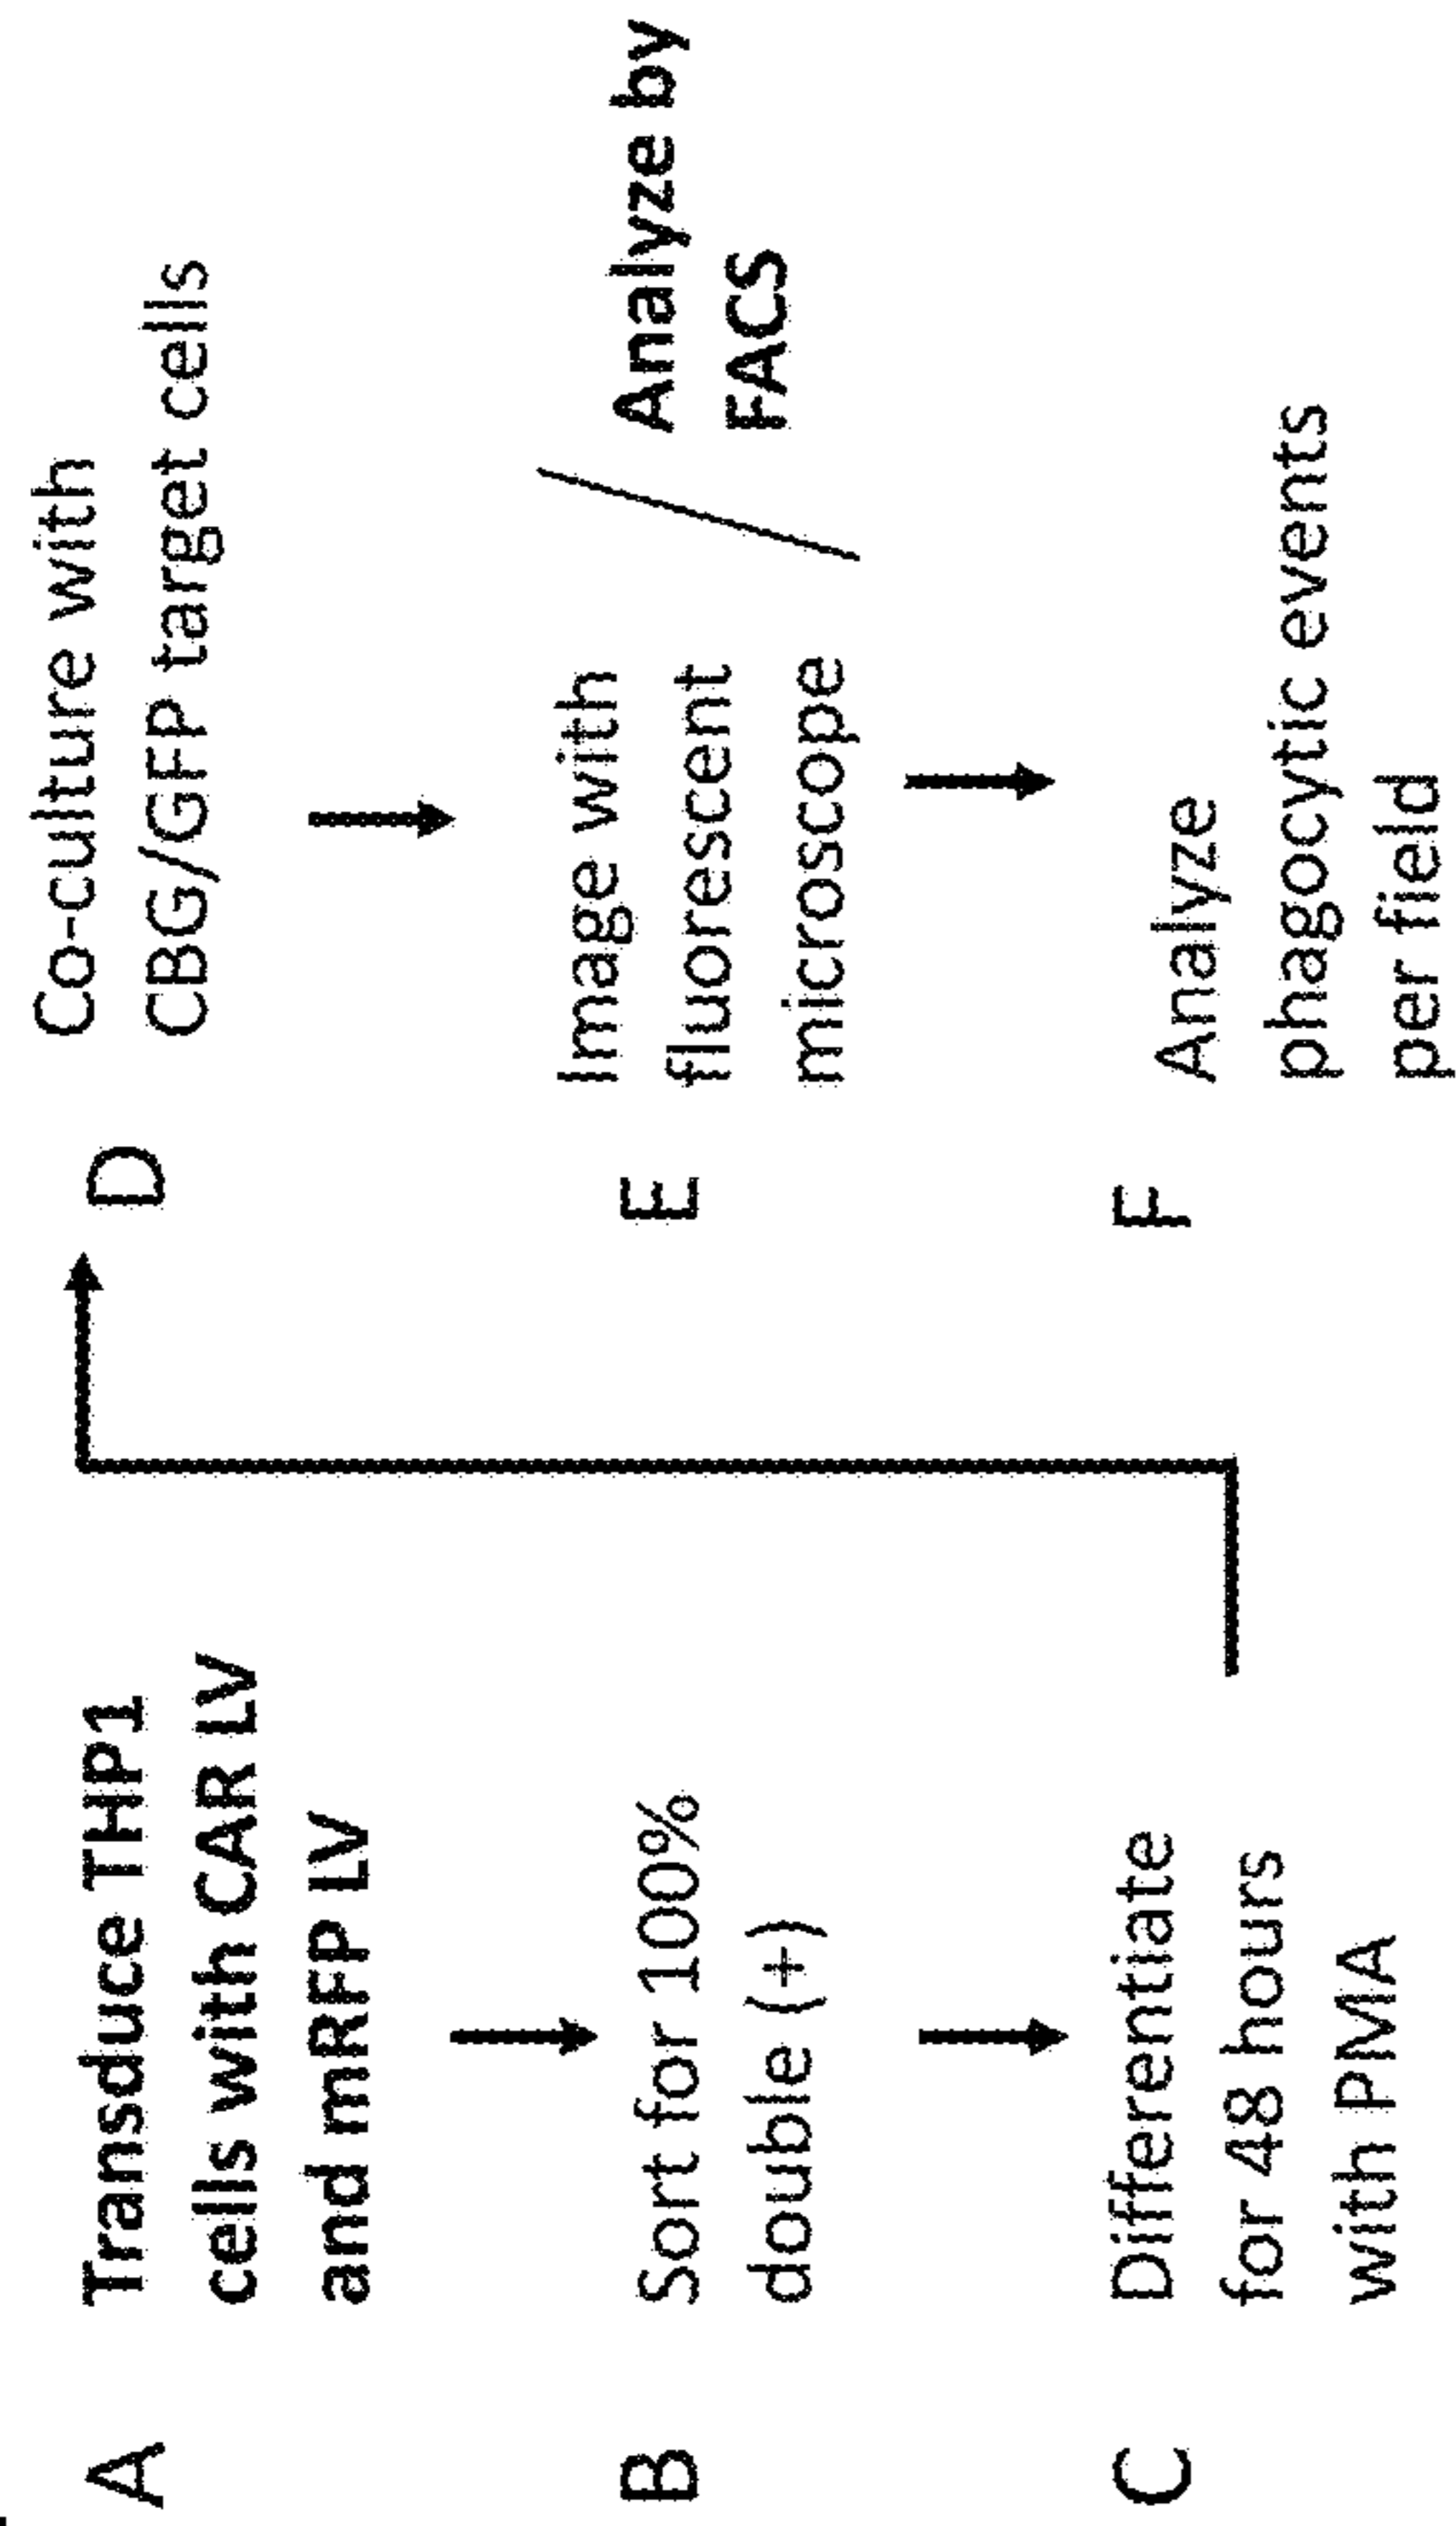 A
Transduce THP1
cells with CAR LV
and mRFP LV
B
Sort for 100%
double (+)
C
Differentiate
for 48 hours
with PMA
D
Co-culture with
CBG/GFP target cells
E
Image with
fluorescent
microscope
/
Analyze by
FACS
F
Analyze
phagocytic events
per field